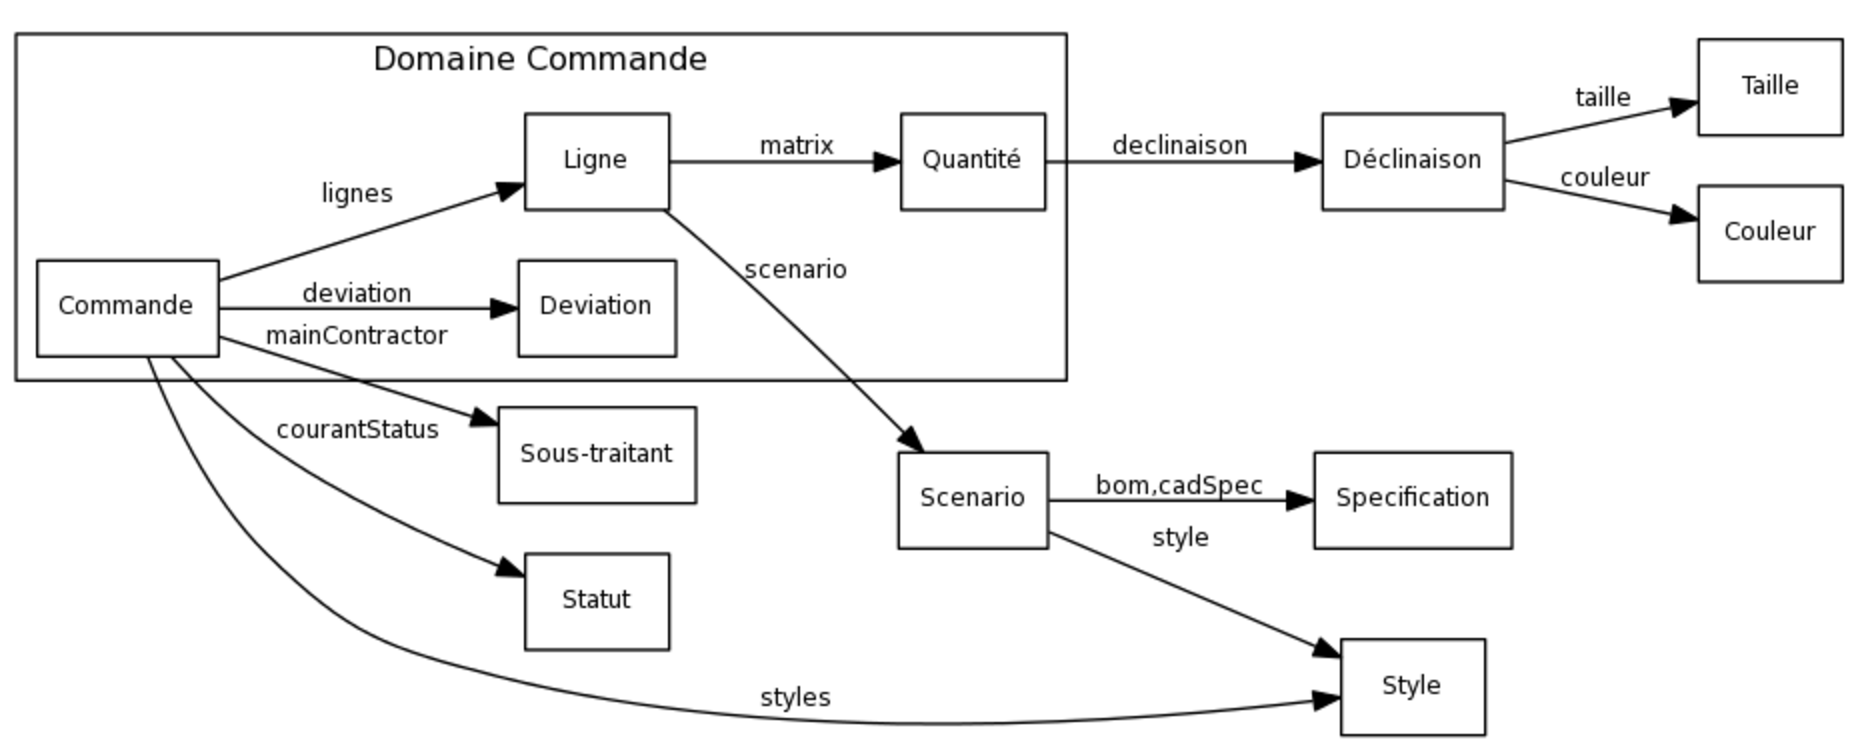 Domaine Commande
Taille
taille
Ligne
matrix
Quantité
declinaison
Déclinaison
couleur
Couleur
lignes
scenario
Commande
deviation
Deviation
mainContractor
courantStatus
Sous-traitant
Scenario
bom,cadSpec
Specification
style
Statut
styles
Style